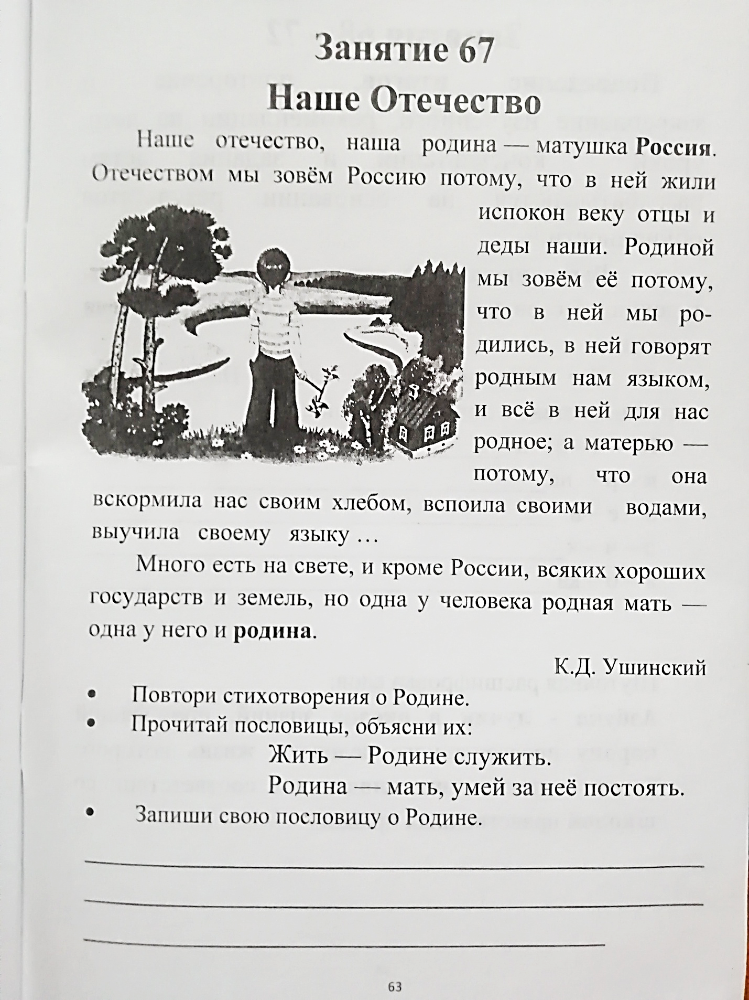 Занятие 67
Наше Отечество
Наше отечество, наша родина — матушка Россия.
Отечеством мы зовём Россию потому, что в ней жили
испокон веку отцы и
деды наши. Родиной
мы зовём её потому,
что в ней мы ро-
дились, в ней говорят
родным нам языком,
и всё в ней для нас
родное; а матерью —
потому, что она
вскормила нас своим хлебом, вспоила своими водами,
выучила своему языку ...
Много есть на свете, и кроме России, всяких хороших
государств и земель, но одна у человека родная мать —
одна у него и родина.
К.Д. Ушинский
• Повтори стихотворения о Родине.
• Прочитай пословицы, объясни их:
Жить — Родине служить.
Родина — мать, умей за неё постоять.
• Запиши свою пословицу о Родине.
63